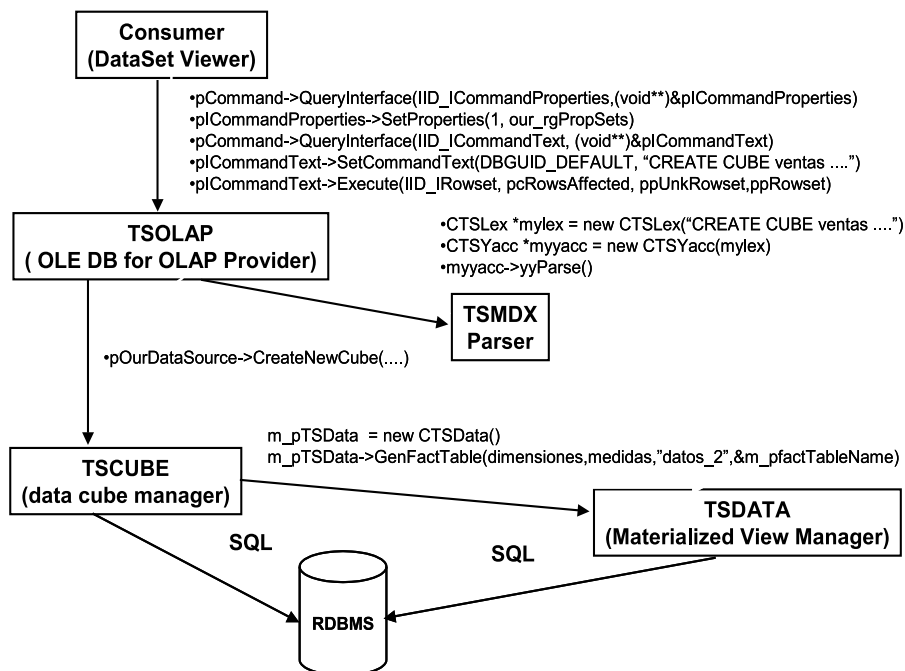 Consumer
(DataSet Viewer)
•pCommand->QueryInterface(IID_ICommandProperties,(void**)&pICommandProperties)
•pICommandProperties->SetProperties(1, our_rgPropSets)
•pCommand->QueryInterface(IID_ICommandText, (void**)&pICommandText)
•pICommandText->SetCommandText(DBGUID_DEFAULT, “CREATE CUBE ventas ....”)
•pICommandText->Execute(IID_IRowset, pcRowsAffected, ppUnkRowset,ppRowset)
TSOLAP
( OLE DB for OLAP Provider)
•CTSLex *mylex = new CTSLex(“CREATE CUBE ventas ....”)
•CTSYacc *myyacc = new CTSYacc(mylex)
•myyacc->yyParse()
TSMDX
Parser
•pOurDataSource->CreateNewCube(....)
m_pTSData  = new CTSData()
m_pTSData->GenFactTable(dimensiones,medidas,”datos_2”,&m_pfactTableName)
TSCUBE
(data cube manager)
TSDATA
(Materialized View Manager)
SQL
SQL
RDBMS